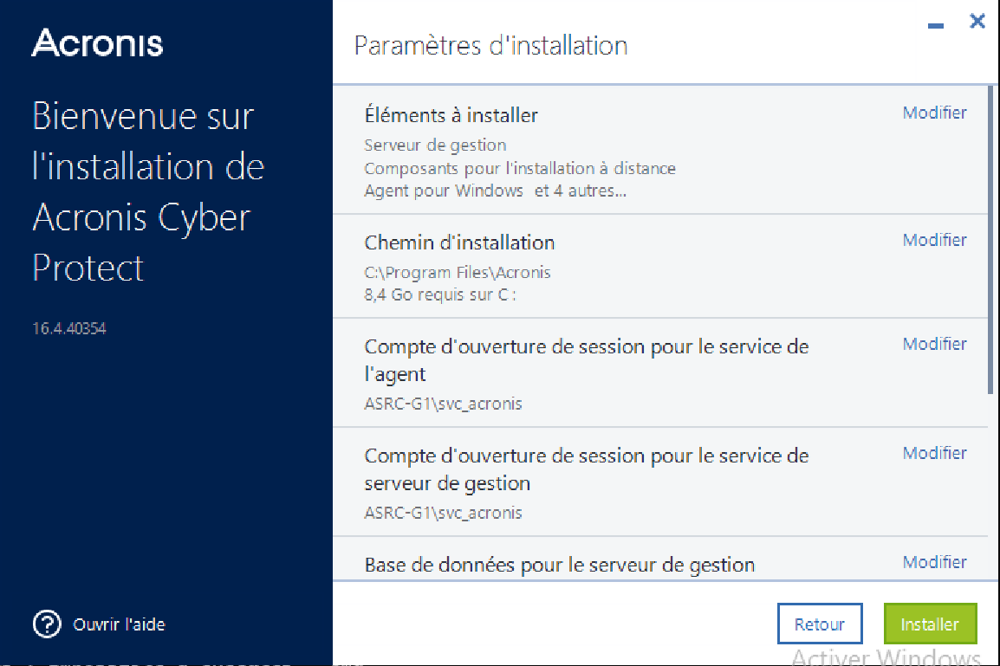 Acronis
Bienvenue sur
l'installation de
Acronis Cyber
Protect
16.4.40354
Ouvrir l'aide
Paramètres d'installation
Éléments à installer
Modifier
Serveur de gestion
Composants pour l'installation à distance
Agent pour Windows et 4 autres...
Chemin d'installation
Modifier
C:\Program Files\Acronis
8,4 Go requis sur C :
Compte d'ouverture de session pour le service de
l'agent
Modifier
ASRC-G1\svc_acronis
Compte d'ouverture de session pour le service de
serveur de gestion
Modifier
ASRC-G1\svc_acronis
Base de données pour le serveur de gestion
Modifier
Retour
Installer
Activer Windows